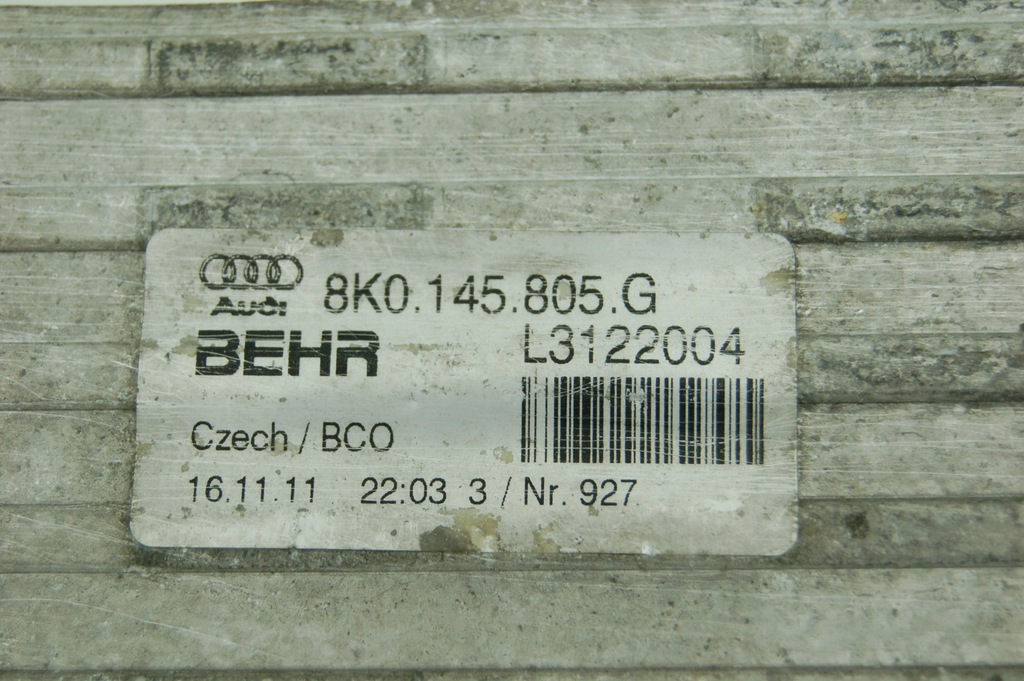 Audi 8K0.145.805.G
BEHR L3122004
Czech / BCO
16.11.11 22:03 3 / Nr. 927